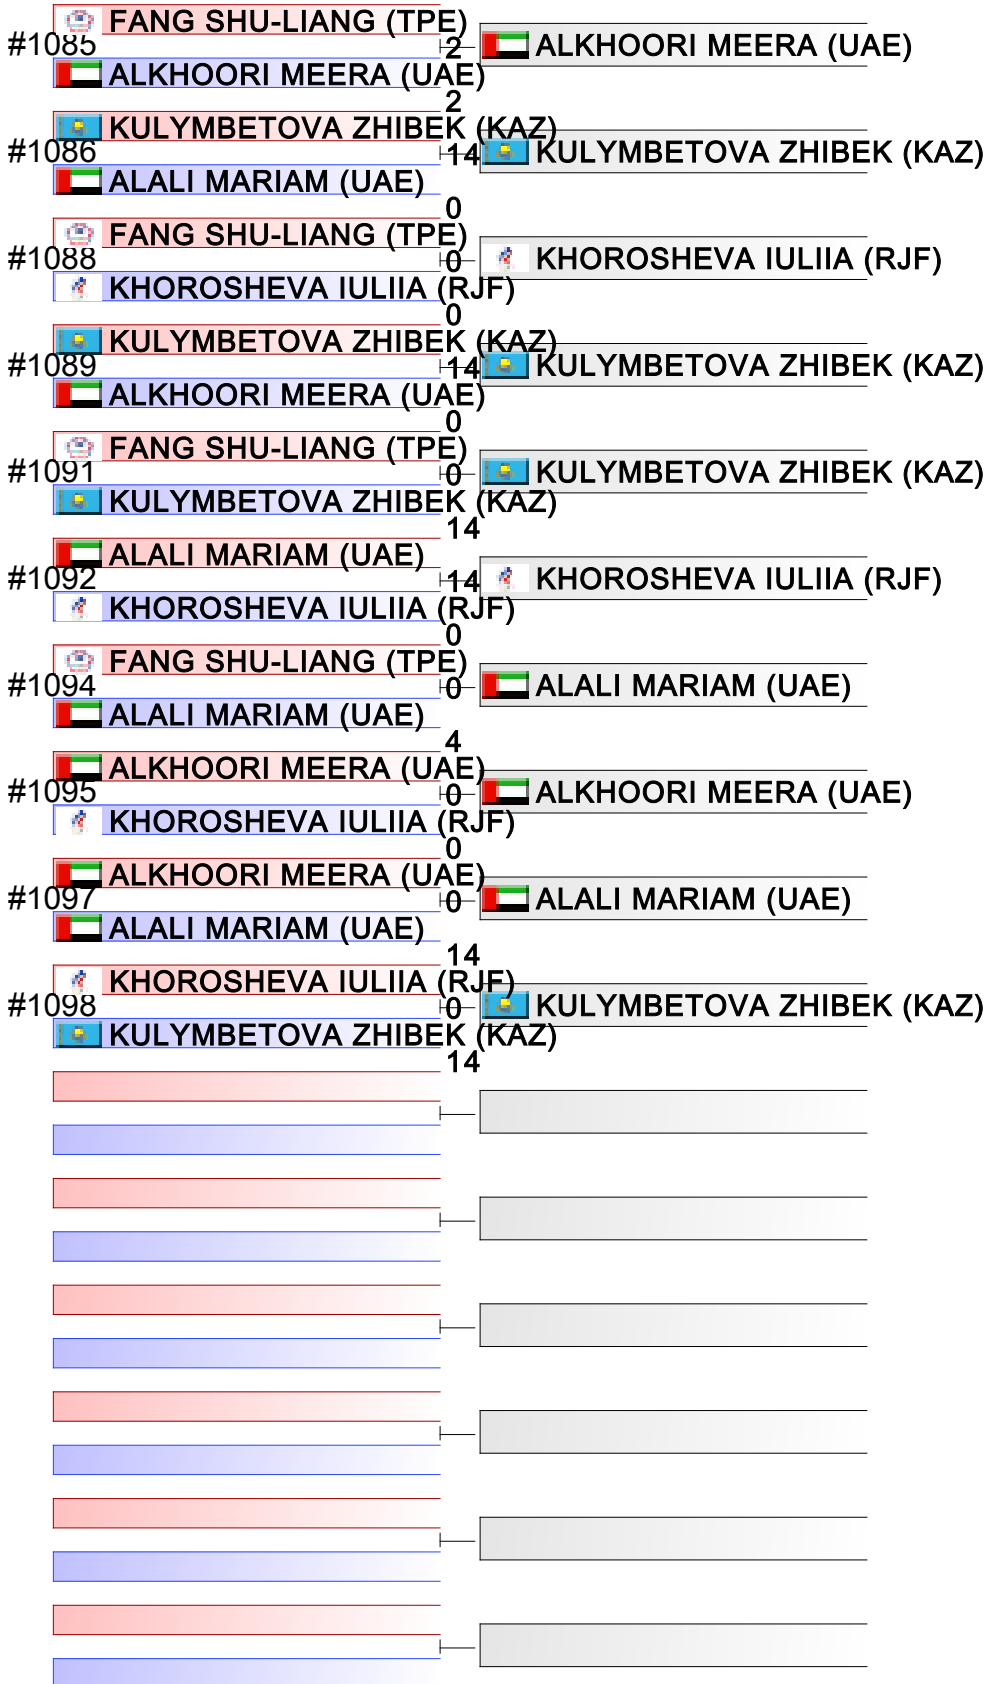 FANG SHU-LIANG (TPE)
#1085
2
ALKHOORI MEERA (UAE)
ALKHOORI MEERA (UAE)
2
KULYMBETOVA ZHIBEK (KAZ)
#1086
14
KULYMBETOVA ZHIBEK (KAZ)
ALALI MARIAM (UAE)
0
FANG SHU-LIANG (TPE)
#1088
0
KHOROSHEVA IULIIA (RJF)
KHOROSHEVA IULIIA (RJF)
0
KULYMBETOVA ZHIBEK (KAZ)
#1089
14
KULYMBETOVA ZHIBEK (KAZ)
ALKHOORI MEERA (UAE)
0
FANG SHU-LIANG (TPE)
#1091
0
KULYMBETOVA ZHIBEK (KAZ)
KULYMBETOVA ZHIBEK (KAZ)
14
ALALI MARIAM (UAE)
#1092
14
KHOROSHEVA IULIIA (RJF)
KHOROSHEVA IULIIA (RJF)
0
FANG SHU-LIANG (TPE)
#1094
0
ALALI MARIAM (UAE)
ALALI MARIAM (UAE)
4
ALKHOORI MEERA (UAE)
#1095
0
ALKHOORI MEERA (UAE)
KHOROSHEVA IULIIA (RJF)
0
ALKHOORI MEERA (UAE)
#1097
0
ALALI MARIAM (UAE)
ALALI MARIAM (UAE)
14
KHOROSHEVA IULIIA (RJF)
#1098
0
KULYMBETOVA ZHIBEK (KAZ)
KULYMBETOVA ZHIBEK (KAZ)
14